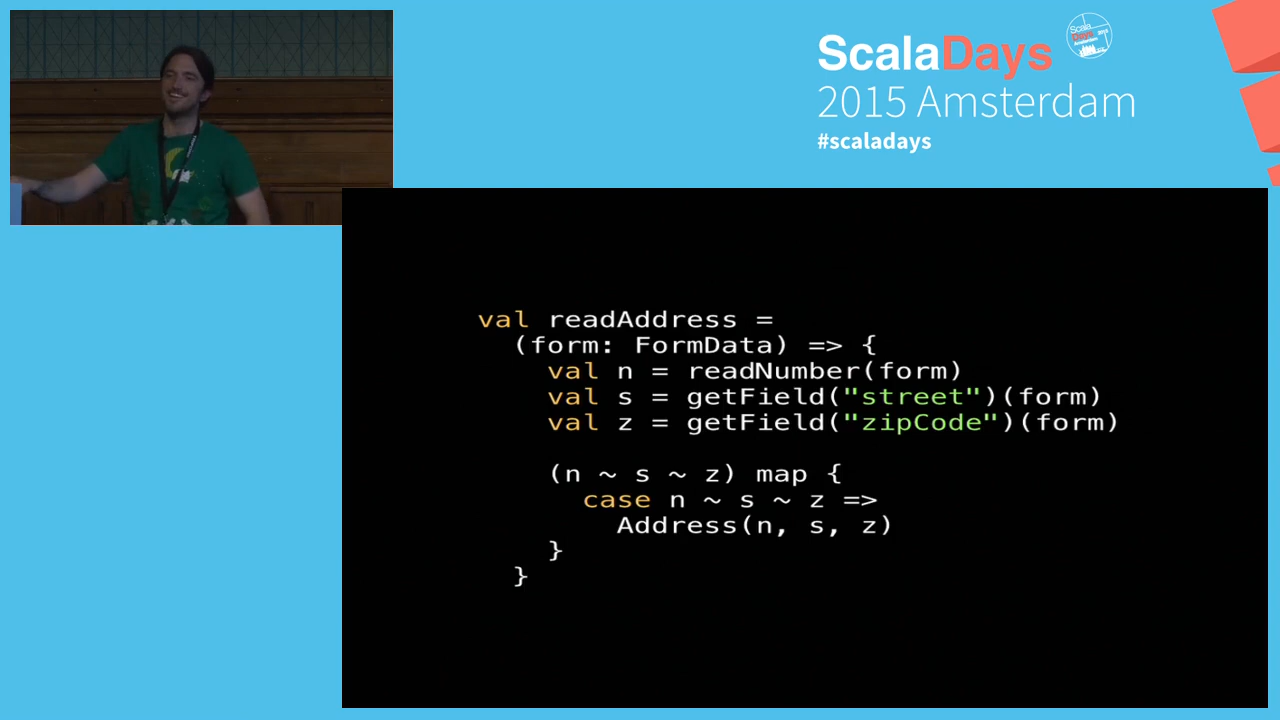 ScalaDays
2015 Amsterdam
#scaladays
val readAddress =
(form: FormData) => {
val n = readNumber(form)
val s = getField("street")(form)
val z = getField("zipCode")(form)
(n ~ s ~ z) map {
case n ~ s ~ z =>
Address(n, s, z)
}
}